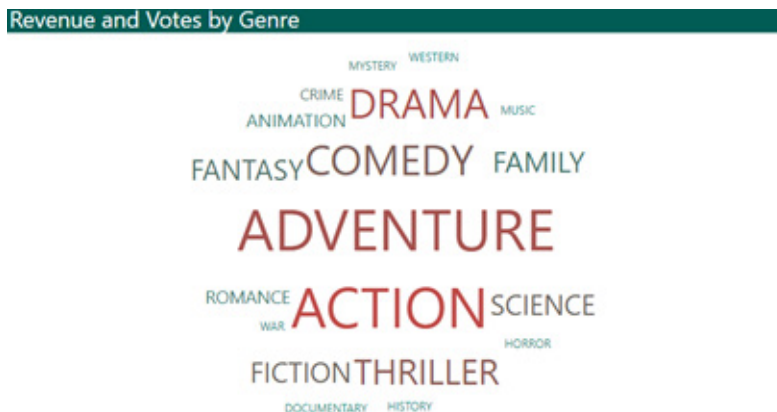 Revenue and Votes by Genre
MYSTERY WESTERN
CRIME DRAMA MUSIC
ANIMATION
FANTASY COMEDY FAMILY
ADVENTURE
ROMANCE ACTION SCIENCE
WAR
HORROR
FICTION THRILLER
DOCUMENTARY HISTORY